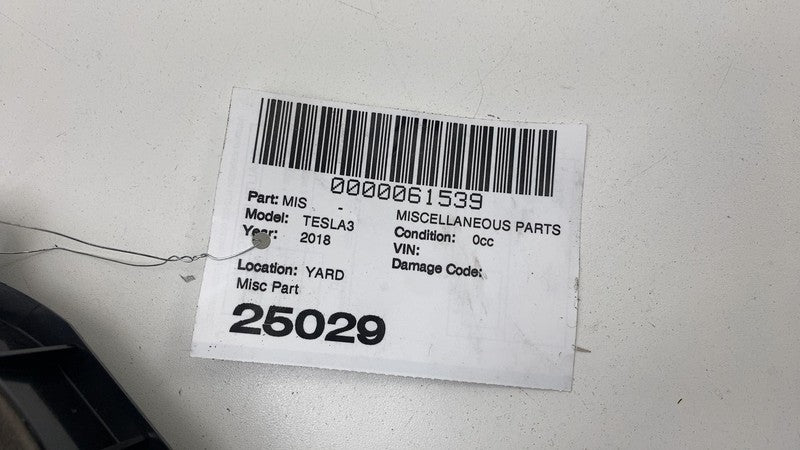 0000061539
Part: MIS - MISCELLANEOUS PARTS
Model: TESLA3 Condition: 0cc
Year: 2018 VIN:
Damage Code:
Location: YARD
Misc Part
25029